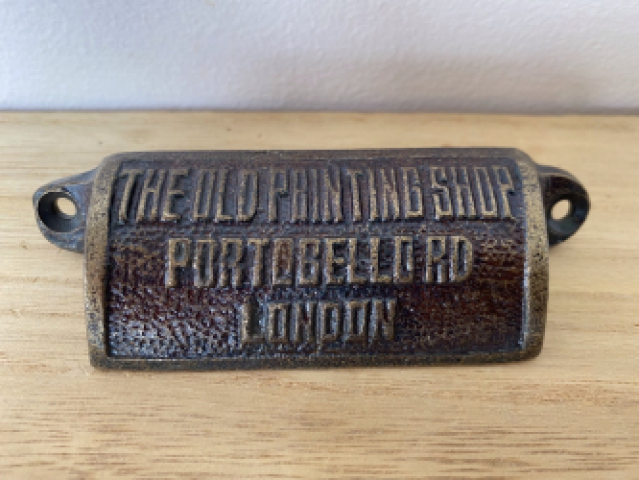 THE OLD PRINTING SHOP
PORTOBELLO RD
LONDON